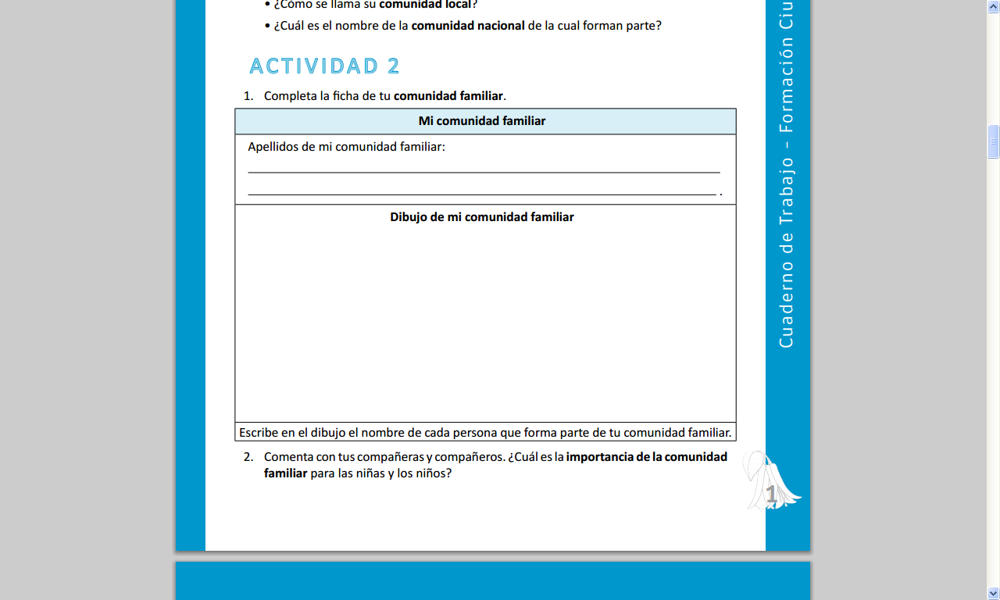 • ¿Cómo se llama su comunidad local?
• ¿Cuál es el nombre de la comunidad nacional de la cual forman parte?
ACTIVIDAD 2
1. Completa la ficha de tu comunidad familiar.
Mi comunidad familiar
Apellidos de mi comunidad familiar:
.
Dibujo de mi comunidad familiar
Escribe en el dibujo el nombre de cada persona que forma parte de tu comunidad familiar.
2. Comenta con tus compañeras y compañeros. ¿Cuál es la importancia de la comunidad
familiar para las niñas y los niños?
Cuaderno de Trabajo – Formación Ciu
1